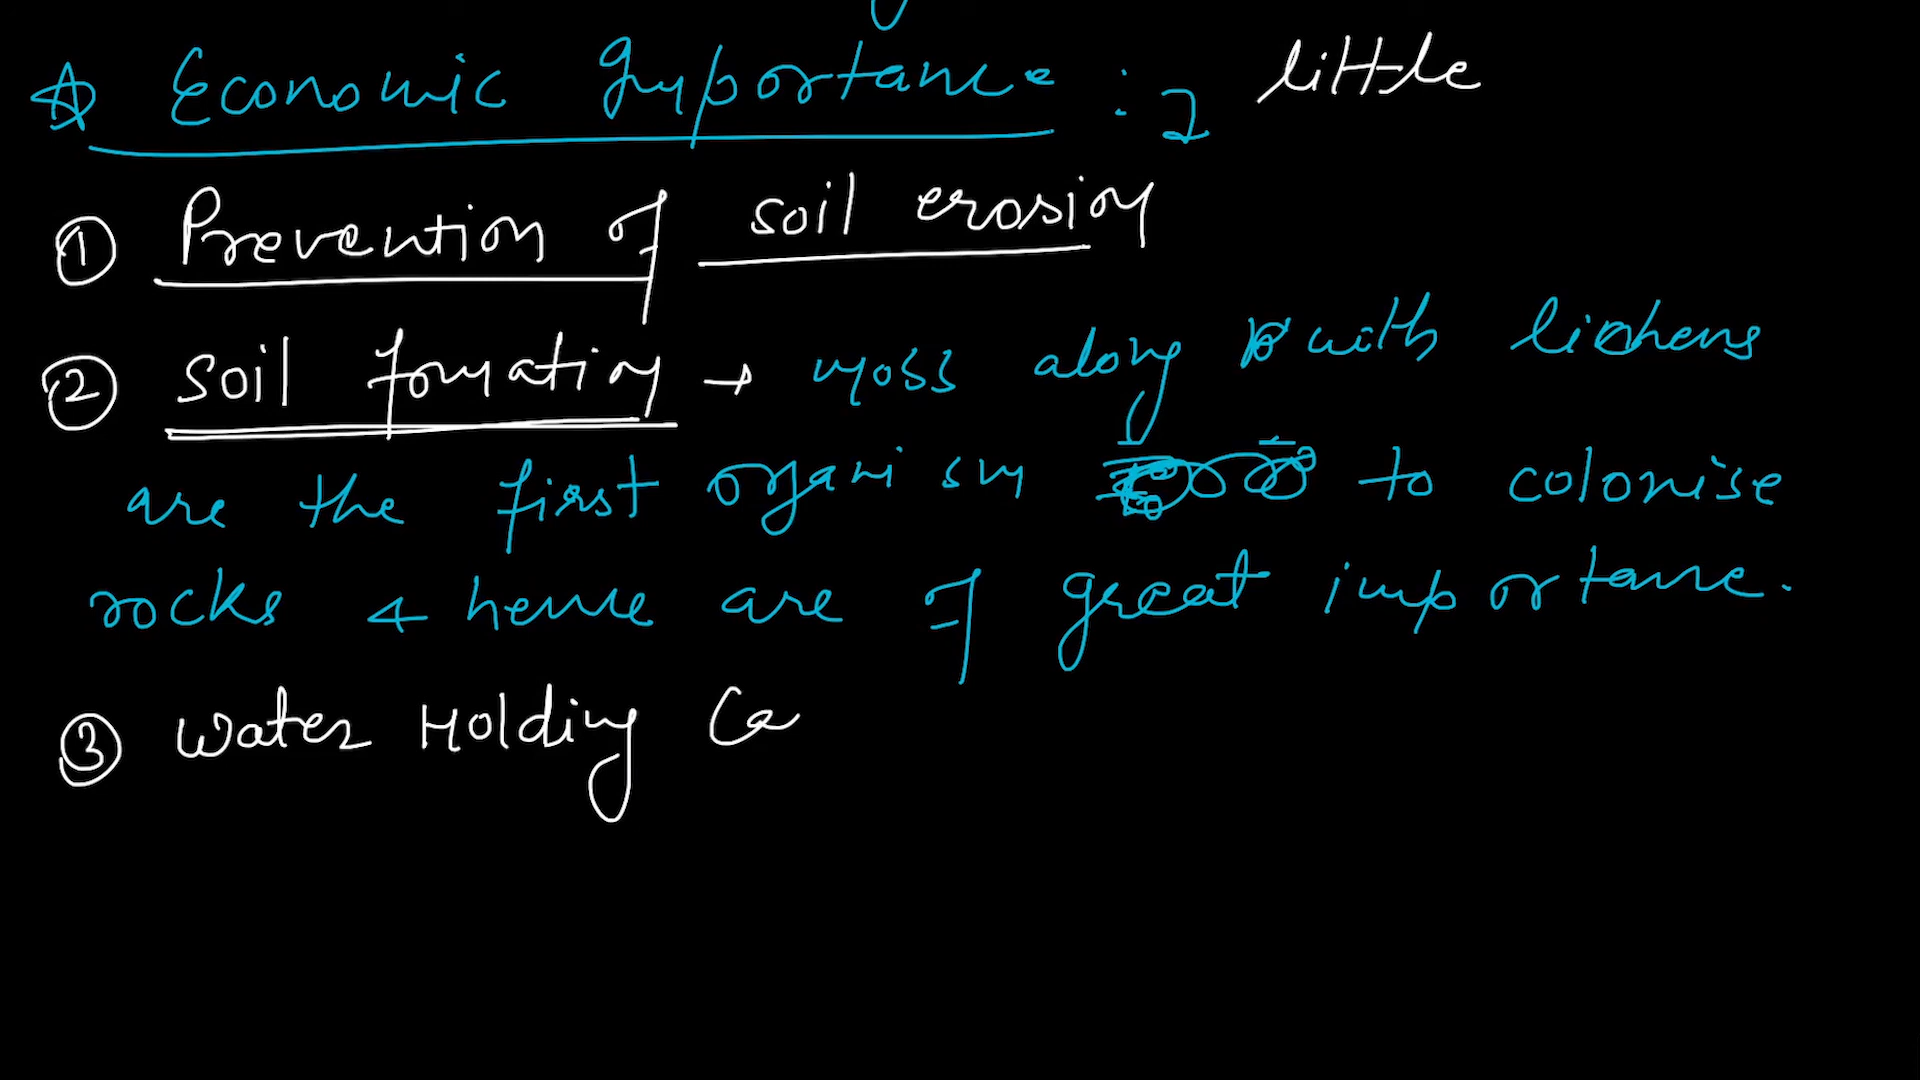 ☆ Economic Importance :- little
① Prevention of soil erosion
② soil formation → moss along with lichens
are the first organism to colonise
rocks & hence are of great importance.
③ Water Holding Ca